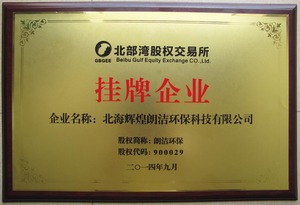 北部湾股权交易所
GBGEE
Beibu Gulf Equity Exchange CO.,Ltd.
挂牌企业
企业名称：北海辉煌朗洁环保科技有限公司
股权简称：朗洁环保
股权代码：900029
二〇一四年九月